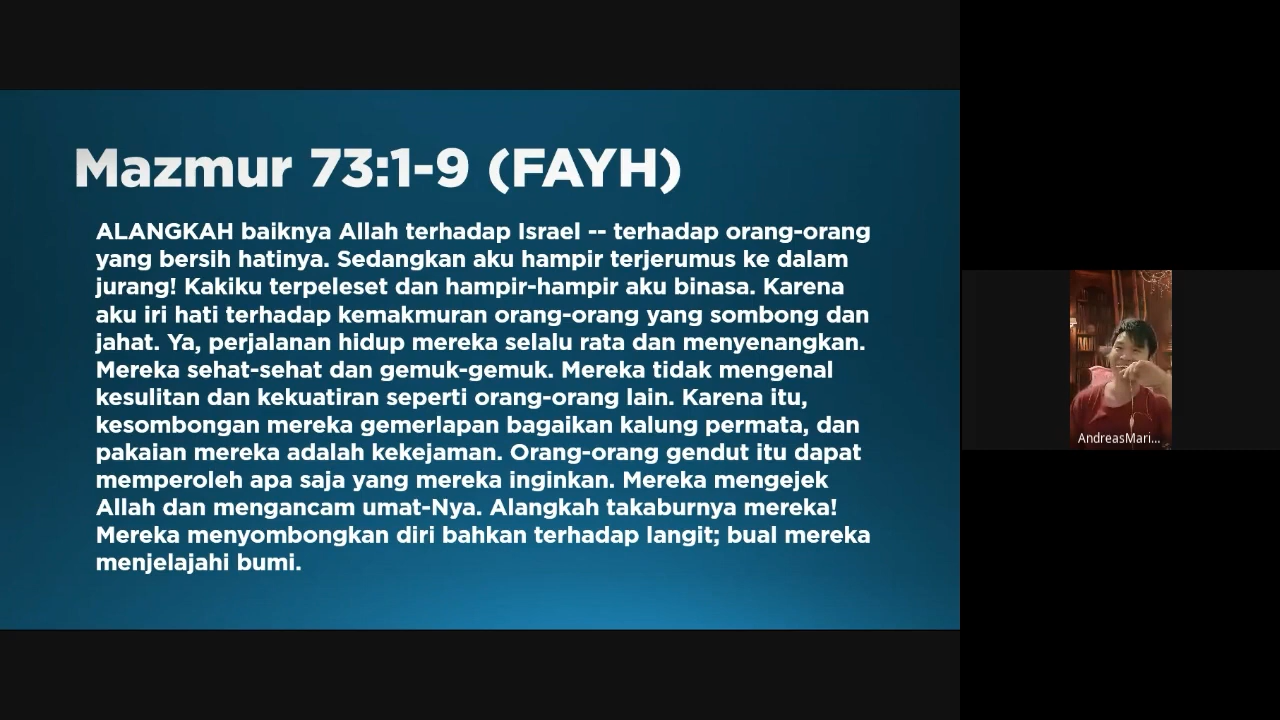 Mazmur 73:1-9 (FAYH)
ALANGKAH baiknya Allah terhadap Israel -- terhadap orang-orang
yang bersih hatinya. Sedangkan aku hampir terjerumus ke dalam
jurang! Kakiku terpeleset dan hampir-hampir aku binasa. Karena
aku iri hati terhadap kemakmuran orang-orang yang sombong dan
jahat. Ya, perjalanan hidup mereka selalu rata dan menyenangkan.
Mereka sehat-sehat dan gemuk-gemuk. Mereka tidak mengenal
kesulitan dan kekuatiran seperti orang-orang lain. Karena itu,
kesombongan mereka gemerlapan bagaikan kalung permata, dan
pakaian mereka adalah kekejaman. Orang-orang gendut itu dapat
memperoleh apa saja yang mereka inginkan. Mereka mengejek
Allah dan mengancam umat-Nya. Alangkah takaburnya mereka!
Mereka menyombongkan diri bahkan terhadap langit; bual mereka
menjelajahi bumi.
AndreasMari...